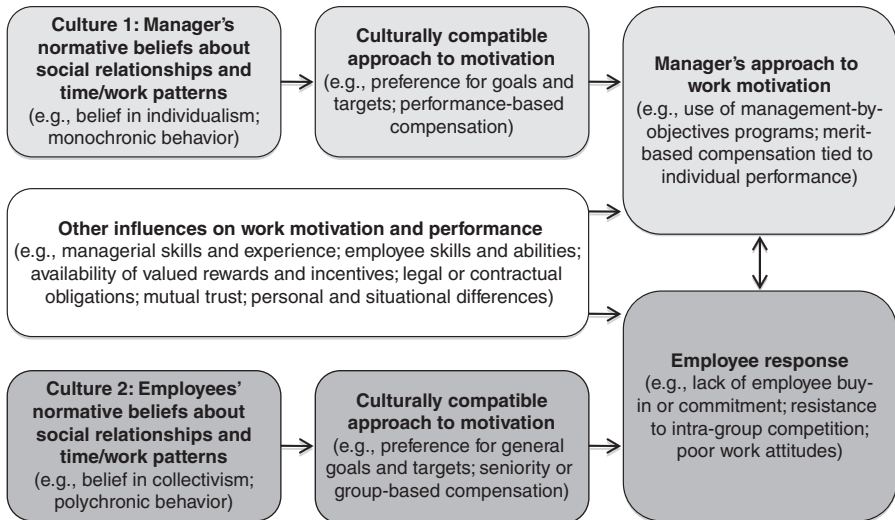 Culture 1: Manager's
normative beliefs about
social relationships and
time/work patterns
(e.g., belief in individualism;
monochronic behavior)
Culturally compatible
approach to motivation
(e.g., preference for goals and
targets; performance-based
compensation)
Manager's approach to
work motivation
(e.g., use of management-by-
objectives programs; merit-
based compensation tied to
individual performance)
Other influences on work motivation and performance
(e.g., managerial skills and experience; employee skills and abilities;
availability of valued rewards and incentives; legal or contractual
obligations; mutual trust; personal and situational differences)
Culture 2: Employees'
normative beliefs about
social relationships and
time/work patterns
(e.g., belief in collectivism;
polychronic behavior)
Culturally compatible
approach to motivation
(e.g., preference for general
goals and targets; seniority or
group-based compensation)
Employee response
(e.g., lack of employee buy-
in or commitment; resistance
to intra-group competition;
poor work attitudes)